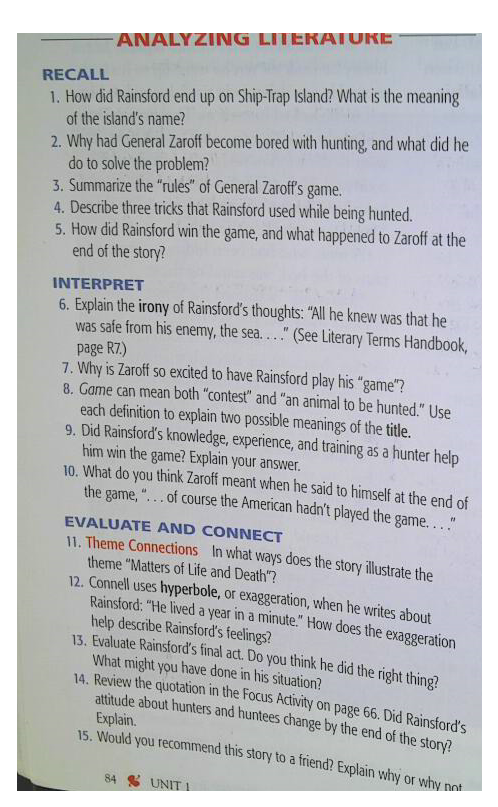 ANALYZING LITERATURE
RECALL
1. How did Rainsford end up on Ship-Trap Island? What is the meaning
of the island's name?
2. Why had General Zaroff become bored with hunting, and what did he
do to solve the problem?
3. Summarize the "rules" of General Zaroff's game.
4. Describe three tricks that Rainsford used while being hunted.
5. How did Rainsford win the game, and what happened to Zaroff at the
end of the story?
INTERPRET
6. Explain the irony of Rainsford's thoughts: "All he knew was that he
was safe from his enemy, the sea. . . ." (See Literary Terms Handbook,
page R7.)
7. Why is Zaroff so excited to have Rainsford play his "game"?
8. Game can mean both "contest" and "an animal to be hunted." Use
each definition to explain two possible meanings of the title.
9. Did Rainsford's knowledge, experience, and training as a hunter help
him win the game? Explain your answer.
10. What do you think Zaroff meant when he said to himself at the end of
the game, ". . . of course the American hadn't played the game. . . ."
EVALUATE AND CONNECT
11. Theme Connections In what ways does the story illustrate the
theme "Matters of Life and Death"?
12. Connell uses hyperbole, or exaggeration, when he writes about
Rainsford: "He lived a year in a minute." How does the exaggeration
help describe Rainsford's feelings?
13. Evaluate Rainsford's final act. Do you think he did the right thing?
What might you have done in his situation?
14. Review the quotation in the Focus Activity on page 66. Did Rainsford's
attitude about hunters and huntees change by the end of the story?
Explain.
15. Would you recommend this story to a friend? Explain why or why not
84 UNIT 1